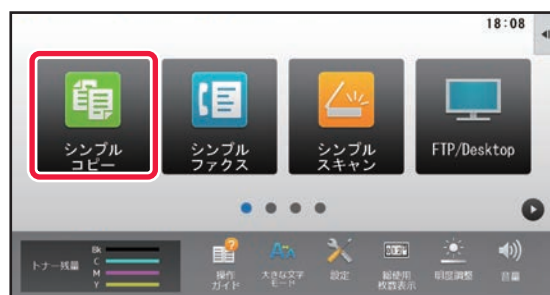 18:08
シンプル
コピー
シンプル
ファクス
シンプル
スキャン
FTP/Desktop
トナー残量
Bk
C
M
Y
操作
ガイド
大きな文字
モード
設定
総使用
枚数表示
明度調整
音量